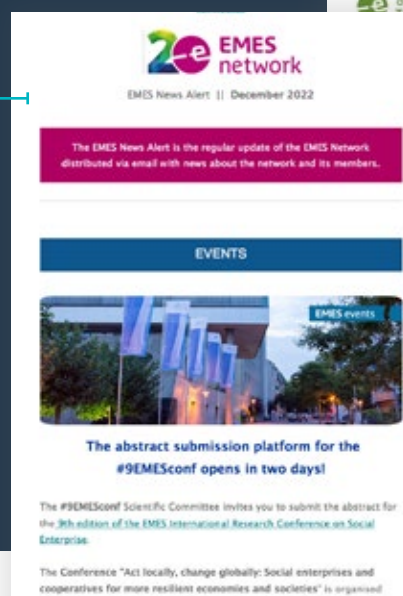 2e EMES
network
EMES News Alert || December 2022
The EMES News Alert is the regular update of the EMES Network
distributed via email with news about the network and its members.
EVENTS
EMES events
The abstract submission platform for the
#9EMESconf opens in two days!
The #9EMESconf Scientific Committee invites you to submit the abstract for
the 9th edition of the EMES International Research Conference on Social
Enterprise.
The Conference "Act locally, change globally: Social enterprises and
cooperatives for more resilient economies and societies" is organised